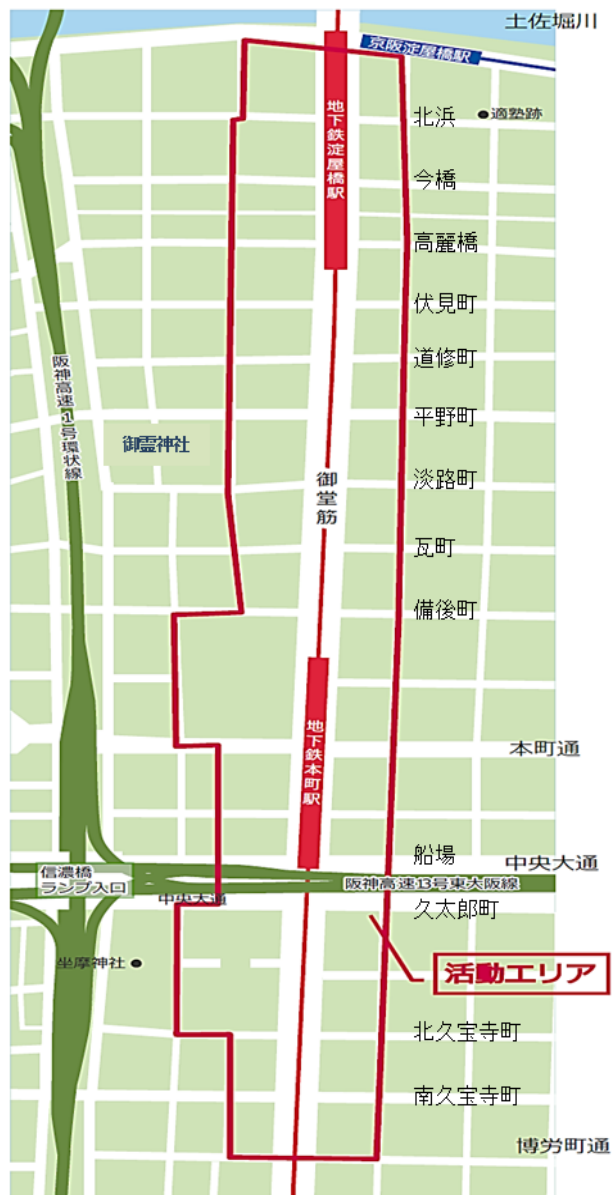 土佐堀川
京阪淀屋橋駅
地下鉄淀屋橋駅
北浜
適塾跡
今橋
高麗橋
伏見町
道修町
阪神高速1号環状線
平野町
御霊神社
御堂筋
淡路町
瓦町
備後町
地下鉄本町駅
本町通
船場
中央大通
信濃橋
ランプ入口
阪神高速13号東大阪線
中央大通
久太郎町
坐摩神社
活動エリア
北久宝寺町
南久宝寺町
博労町通